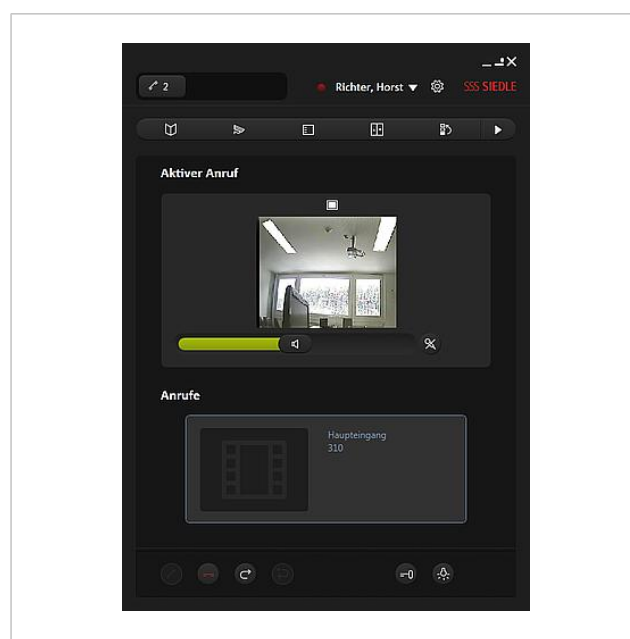 2
Richter, Horst
SSS SIEDLE
Aktiver Anruf
Anrufe
Haupteingang
310